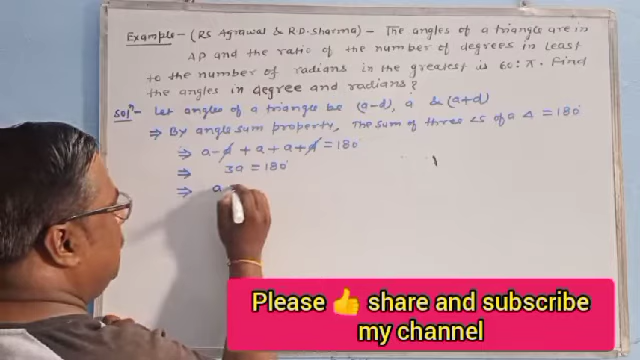 Example:- (RS Agrawal & R.D-Sharma) - The angles of a triangle are in
AP and the ratio of the number of degrees in least
to the number of radians in the greatest is 60:π. Find
the angles in degree and radians?
Solⁿ- Let angles of a triangle be (a-d), a & (a+d)
⇒ By angle sum property, The sum of three ∠s of a Δ = 180°
⇒ a-d + a + a+d = 180°
⇒ 3a = 180°
⇒ a =
Please 👍 share and subscribe
my channel